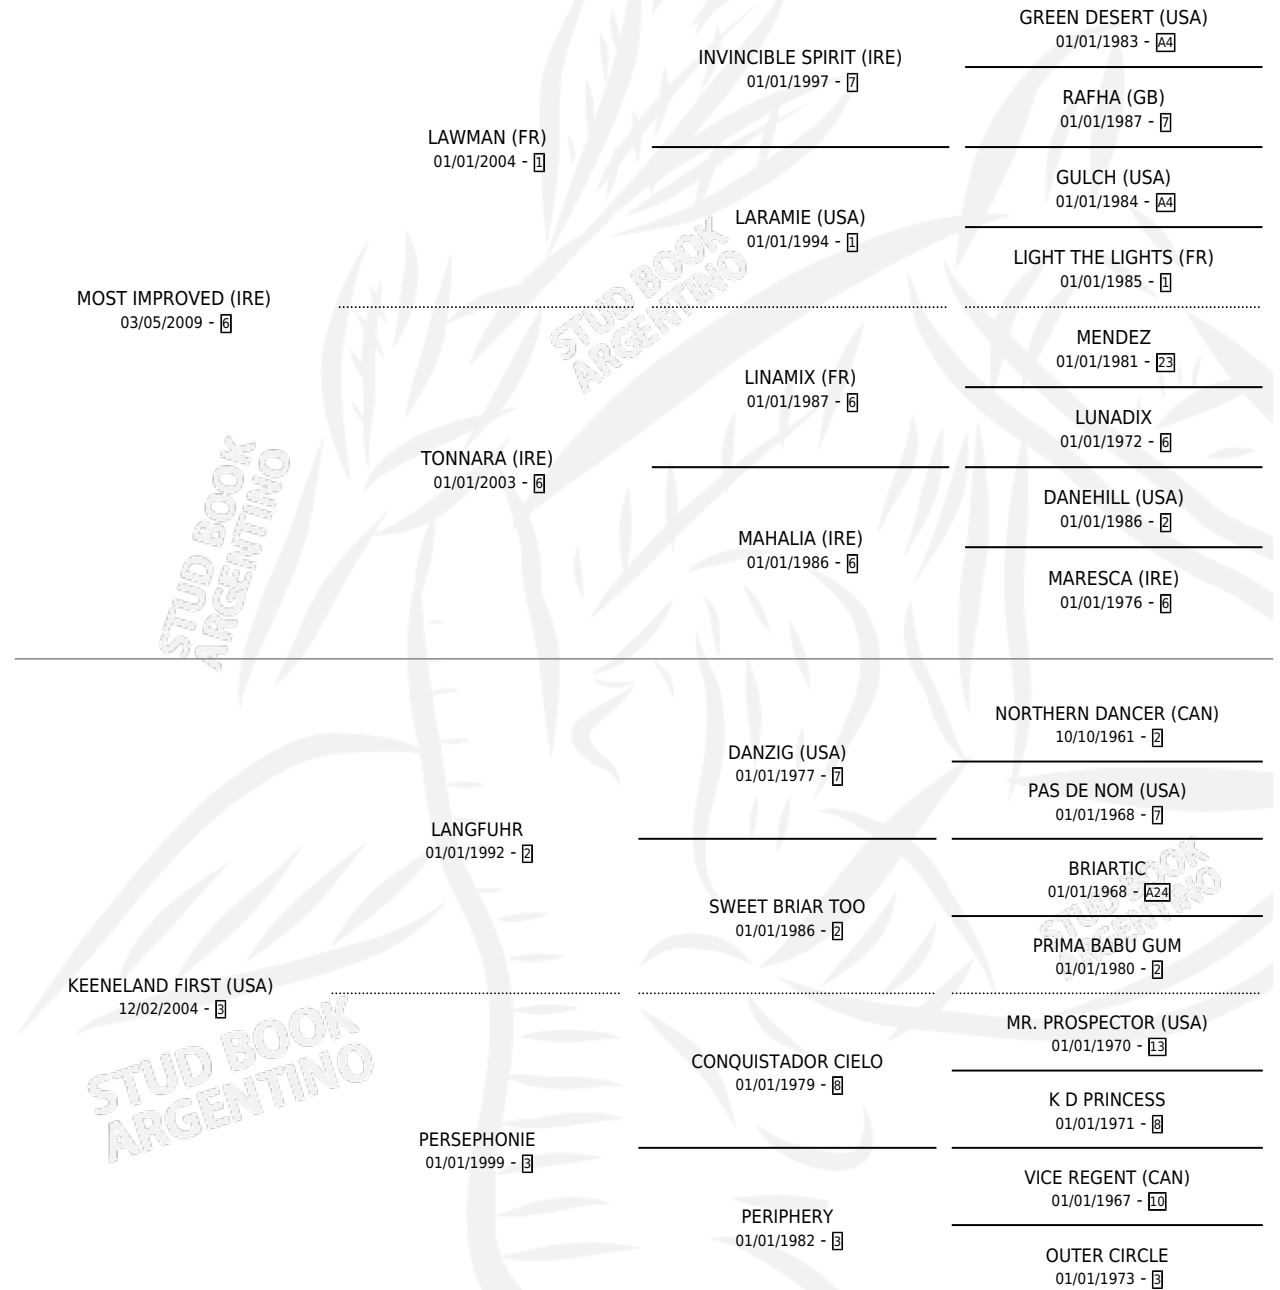 GREEN DESERT (USA)
01/01/1983 - A4
INVINCIBLE SPIRIT (IRE)
01/01/1997 - 7
RAFHA (GB)
01/01/1987 - 7
LAWMAN (FR)
01/01/2004 - 1
GULCH (USA)
01/01/1984 - A4
LARAMIE (USA)
01/01/1994 - 1
LIGHT THE LIGHTS (FR)
01/01/1985 - 1
MOST IMPROVED (IRE)
03/05/2009 - 6
MENDEZ
01/01/1981 - 23
LINAMIX (FR)
01/01/1987 - 6
LUNADIX
01/01/1972 - 6
TONNARA (IRE)
01/01/2003 - 6
DANEHILL (USA)
01/01/1986 - 2
MAHALIA (IRE)
01/01/1986 - 6
MARESCA (IRE)
01/01/1976 - 6
STUD BOOK
ARGENTINO
STUD BOOK
ARGENTINO
NORTHERN DANCER (CAN)
10/10/1961 - 2
DANZIG (USA)
01/01/1977 - 7
PAS DE NOM (USA)
01/01/1968 - 7
LANGFUHR
01/01/1992 - 2
BRIARTIC
01/01/1968 - A24
SWEET BRIAR TOO
01/01/1986 - 2
PRIMA BABU GUM
01/01/1980 - 2
KEENELAND FIRST (USA)
12/02/2004 - 3
MR. PROSPECTOR (USA)
01/01/1970 - 13
CONQUISTADOR CIELO
01/01/1979 - 8
K D PRINCESS
01/01/1971 - 8
PERSEPHONIE
01/01/1999 - 3
VICE REGENT (CAN)
01/01/1967 - 10
PERIPHERY
01/01/1982 - 3
OUTER CIRCLE
01/01/1973 - 3
STUD BOOK
ARGENTINO
STUD BOOK
ARGENTINO